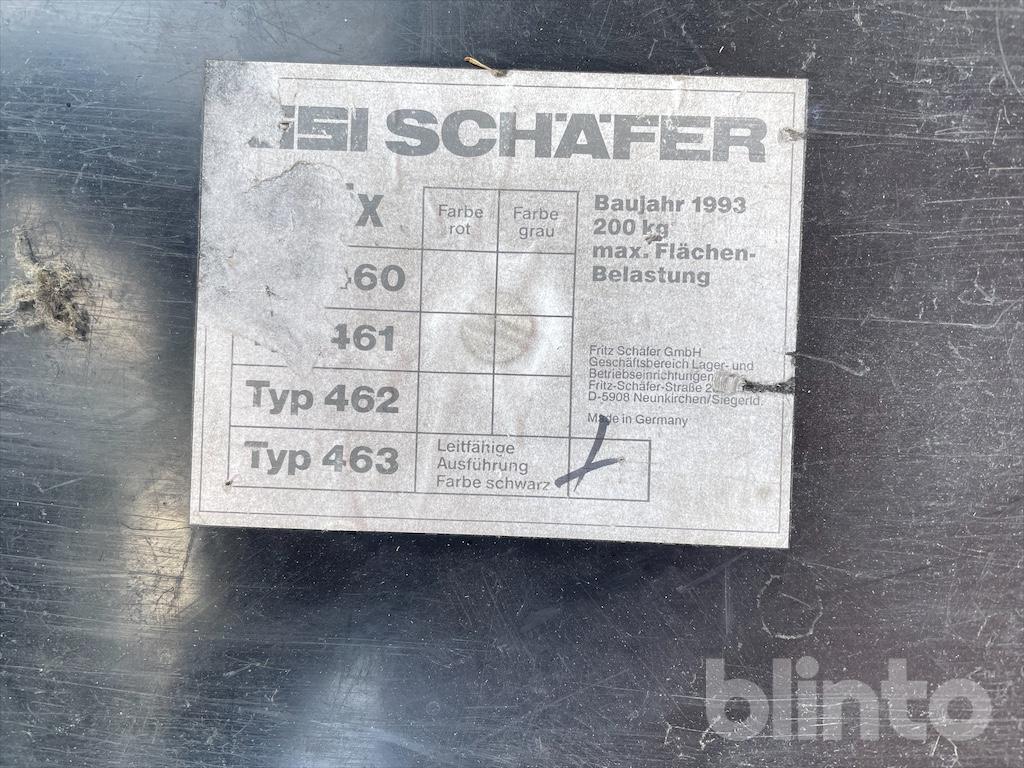 SSI SCHÄFER
X
Farbe rot
Farbe grau
60
461
Typ 462
Typ 463
Leitfähige
Ausführung
Farbe schwarz
Baujahr 1993
200 kg
max. Flächen-
Belastung
Fritz Schäfer GmbH
Geschäftsbereich Lager- und
Betriebseinrichtungen
Fritz-Schäfer-Straße
D-5908 Neunkirchen/Siegerld.
Made in Germany
blinto